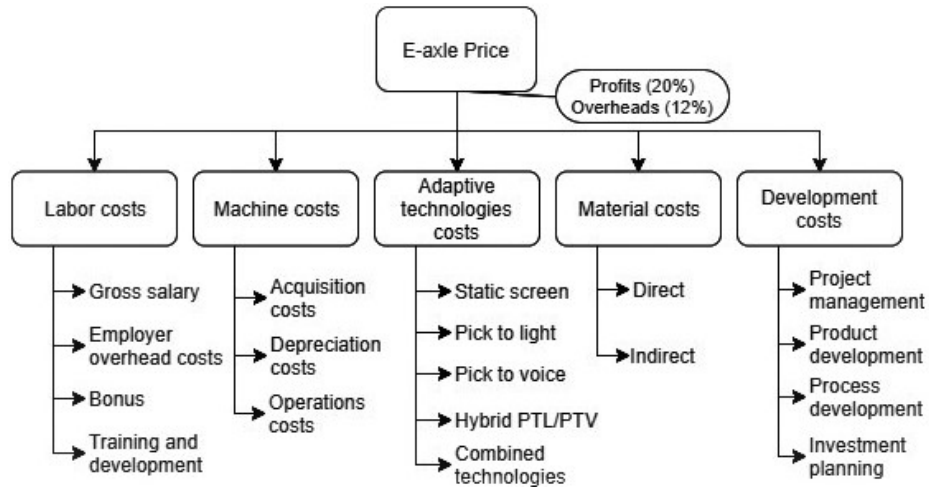 E-axle Price
Profits (20%)
Overheads (12%)
Labor costs
Machine costs
Adaptive
technologies
costs
Material costs
Development
costs
Gross salary
Employer
overhead costs
Bonus
Training and
development
Acquisition
costs
Depreciation
costs
Operations
costs
Static screen
Pick to light
Pick to voice
Hybrid PTL/PTV
Combined
technologies
Direct
Indirect
Project
management
Product
development
Process
development
Investment
planning